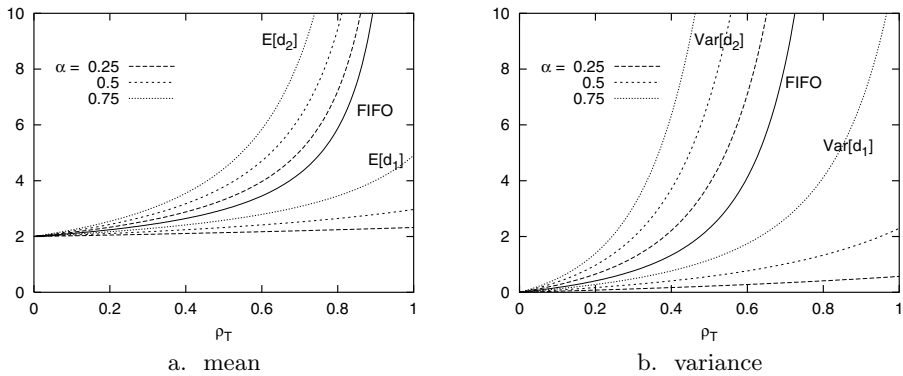 10
8
6
4
2
0
0
0.2
0.4
0.6
0.8
1
ρT
α = 0.25
0.5
0.75
E[d2]
FIFO
E[d1]
a. mean
10
8
6
4
2
0
0
0.2
0.4
0.6
0.8
1
ρT
α = 0.25
0.5
0.75
Var[d2]
FIFO
Var[d1]
b. variance